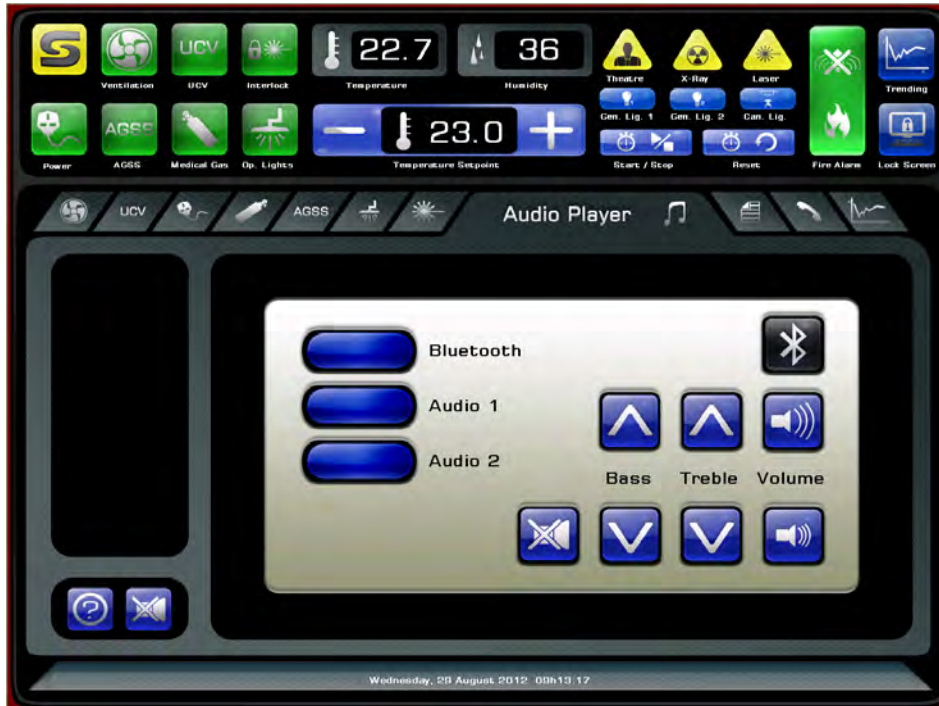 S
UCV
22.7
36
Ventilation
UCV
Interlock
Temperature
Humidity
Theatre
X-Ray
Laser
Trending
AGSS
23.0
Gen. Lig. 1
Gen. Lig. 2
Can. Lig.
Power
AGSS
Medical Gas
Op. Lights
Temperature Setpoint
Start / Stop
Reset
Fire Alarm
Lock Screen
UCV
AGSS
Audio Player
Bluetooth
Audio 1
Audio 2
Bass
Treble
Volume
?
Wednesday, 29 August 2012 09h13.17